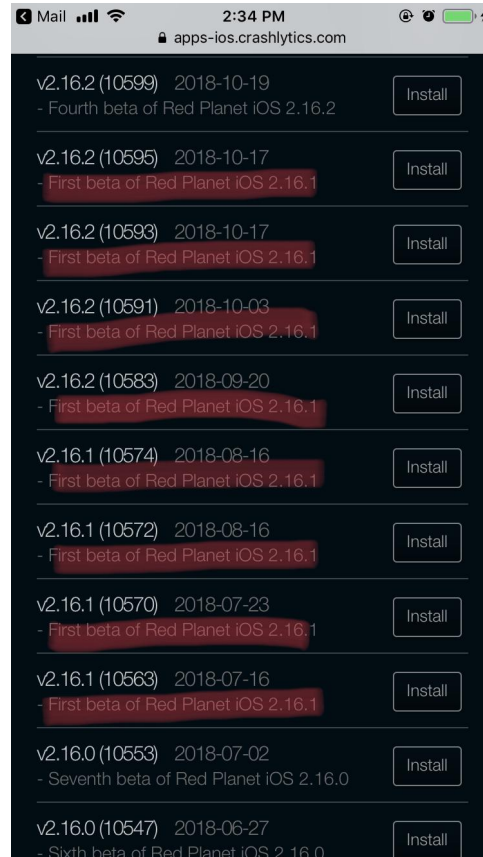 Mail 2:34 PM
apps-ios.crashlytics.com
v2.16.2 (10599) 2018-10-19
- Fourth beta of Red Planet iOS 2.16.2
Install
v2.16.2 (10595) 2018-10-17
- First beta of Red Planet iOS 2.16.1
Install
v2.16.2 (10593) 2018-10-17
- First beta of Red Planet iOS 2.16.1
Install
v2.16.2 (10591) 2018-10-03
- First beta of Red Planet iOS 2.16.1
Install
v2.16.2 (10583) 2018-09-20
- First beta of Red Planet iOS 2.16.1
Install
v2.16.1 (10574) 2018-08-16
- First beta of Red Planet iOS 2.16.1
Install
v2.16.1 (10572) 2018-08-16
- First beta of Red Planet iOS 2.16.1
Install
v2.16.1 (10570) 2018-07-23
- First beta of Red Planet iOS 2.16.1
Install
v2.16.1 (10563) 2018-07-16
- First beta of Red Planet iOS 2.16.1
Install
v2.16.0 (10553) 2018-07-02
- Seventh beta of Red Planet iOS 2.16.0
Install
v2.16.0 (10547) 2018-06-27
- Sixth beta of Red Planet iOS 2.16.0
Install